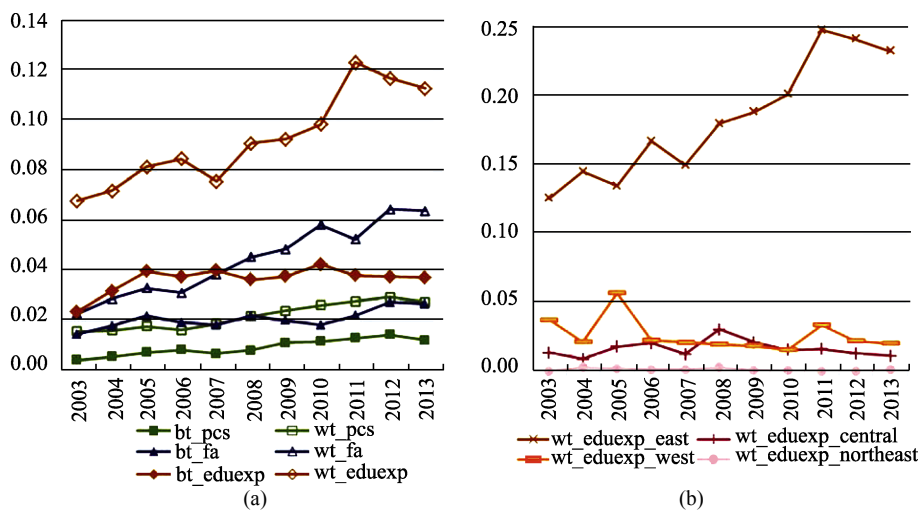 0.14
0.12
0.10
0.08
0.06
0.04
0.02
0.00
2003 2004 2005 2006 2007 2008 2009 2010 2011 2012 2013
bt_pcs wt_pcs
bt_fa wt_fa
bt_eduexp wt_eduexp
(a)
0.25
0.20
0.15
0.10
0.05
0.00
2003 2004 2005 2006 2007 2008 2009 2010 2011 2012 2013
wt_eduexp_east wt_eduexp_central
wt_eduexp_west wt_eduexp_northeast
(b)